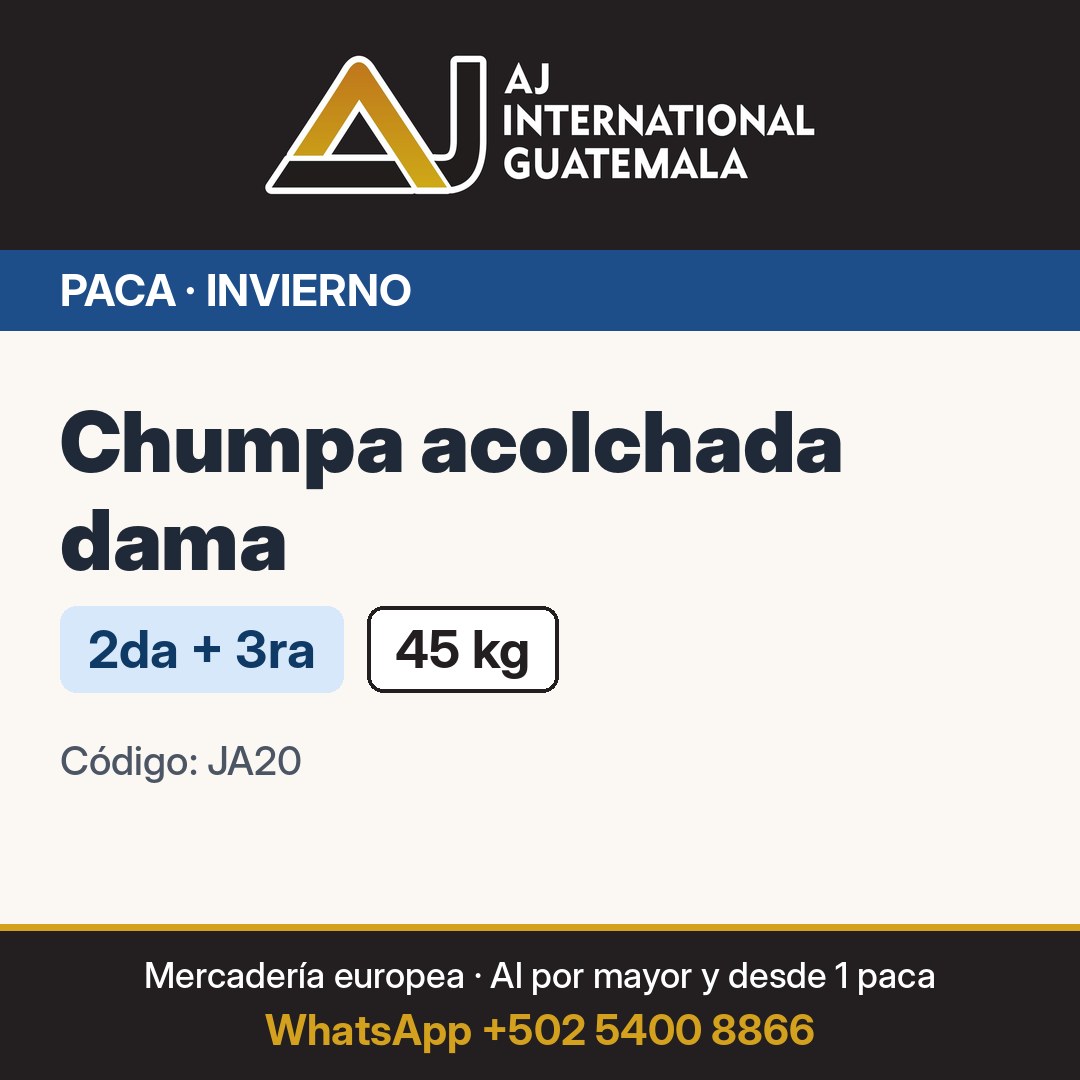 AJ
AJ
INTERNATIONAL
GUATEMALA
PACA · INVIERNO
Chumpa acolchada
dama
2da + 3ra
45 kg
Código: JA20
Mercadería europea · Al por mayor y desde 1 paca
WhatsApp +502 5400 8866